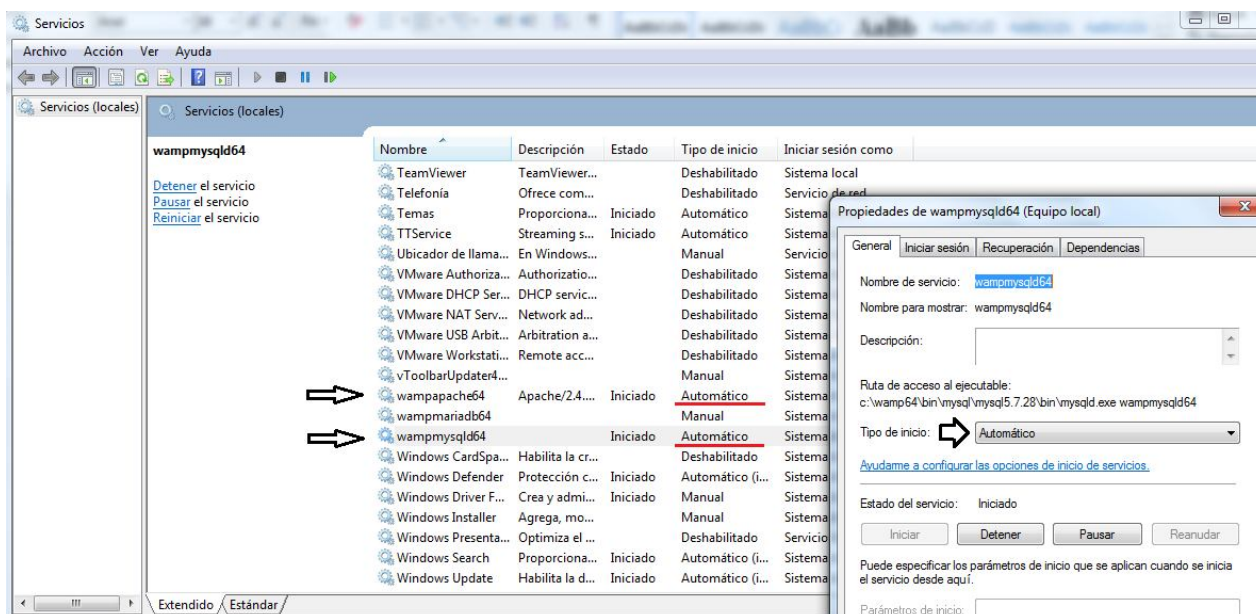 Servicios
Archivo Acción Ver Ayuda
Servicios (locales)
Servicios (locales)
wampmysqld64
Detener el servicio
Pausar el servicio
Reiniciar el servicio
Nombre Descripción Estado Tipo de inicio Iniciar sesión como
TeamViewer TeamViewer... Deshabilitado Sistema local
Telefonía Ofrece com... Deshabilitado Servicio de red
Temas Proporciona... Iniciado Automático Sistema
TTService Streaming s... Iniciado Automático Sistema
Ubicador de llama... En Windows... Manual Servicio
VMware Authoriza... Authorizatio... Deshabilitado Sistema
VMware DHCP Ser... DHCP servic... Deshabilitado Sistema
VMware NAT Serv... Network ad... Deshabilitado Sistema
VMware USB Arbit... Arbitration a... Deshabilitado Sistema
VMware Workstati... Remote acc... Deshabilitado Sistema
vToolbarUpdater4... Manual Sistema
wampapache64 Apache/2.4.... Iniciado Automático Sistema
wampmariadb64 Manual Sistema
wampmysqld64 Iniciado Automático Sistema
Windows CardSpa... Habilita la cr... Deshabilitado Sistema
Windows Defender Protección c... Iniciado Automático (i... Sistema
Windows Driver F... Crea y admi... Iniciado Manual Sistema
Windows Installer Agrega, mo... Manual Sistema
Windows Presenta... Optimiza el ... Deshabilitado Servicio
Windows Search Proporciona... Iniciado Automático (i... Sistema
Windows Update Habilita la d... Iniciado Automático (i... Sistema
Extendido Estándar
Propiedades de wampmysqld64 (Equipo local)
General Iniciar sesión Recuperación Dependencias
Nombre de servicio: wampmysqld64
Nombre para mostrar: wampmysqld64
Descripción:
Ruta de acceso al ejecutable:
c:\wamp64\bin\mysql\mysql5.7.28\bin\mysqld.exe wampmysqld64
Tipo de inicio: Automático
Ayudarme a configurar las opciones de inicio de servicios.
Estado del servicio: Iniciado
Iniciar Detener Pausar Reanudar
Puede especificar los parámetros de inicio que se aplican cuando se inicia
el servicio desde aquí.
Parámetros de inicio: